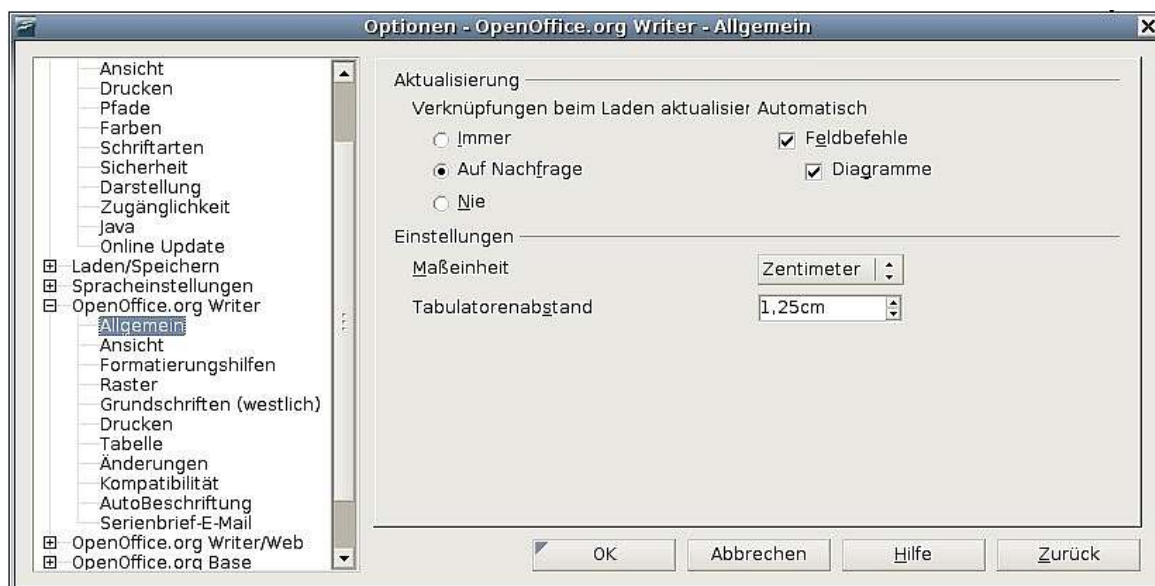 Optionen - OpenOffice.org Writer - Allgemein
Ansicht
Drucken
Pfade
Farben
Schriftarten
Sicherheit
Darstellung
Zugänglichkeit
Java
Online Update
Laden/Speichern
Spracheinstellungen
OpenOffice.org Writer
Allgemein
Ansicht
Formatierungshilfen
Raster
Grundschriften (westlich)
Drucken
Tabelle
Änderungen
Kompatibilität
AutoBeschriftung
Serienbrief-E-Mail
OpenOffice.org Writer/Web
OpenOffice.org Base
Aktualisierung
Verknüpfungen beim Laden aktualisier Automatisch
Immer
Feldbefehle
Auf Nachfrage
Diagramme
Nie
Einstellungen
Maßeinheit
Zentimeter
Tabulatorenabstand
1,25cm
OK
Abbrechen
Hilfe
Zurück